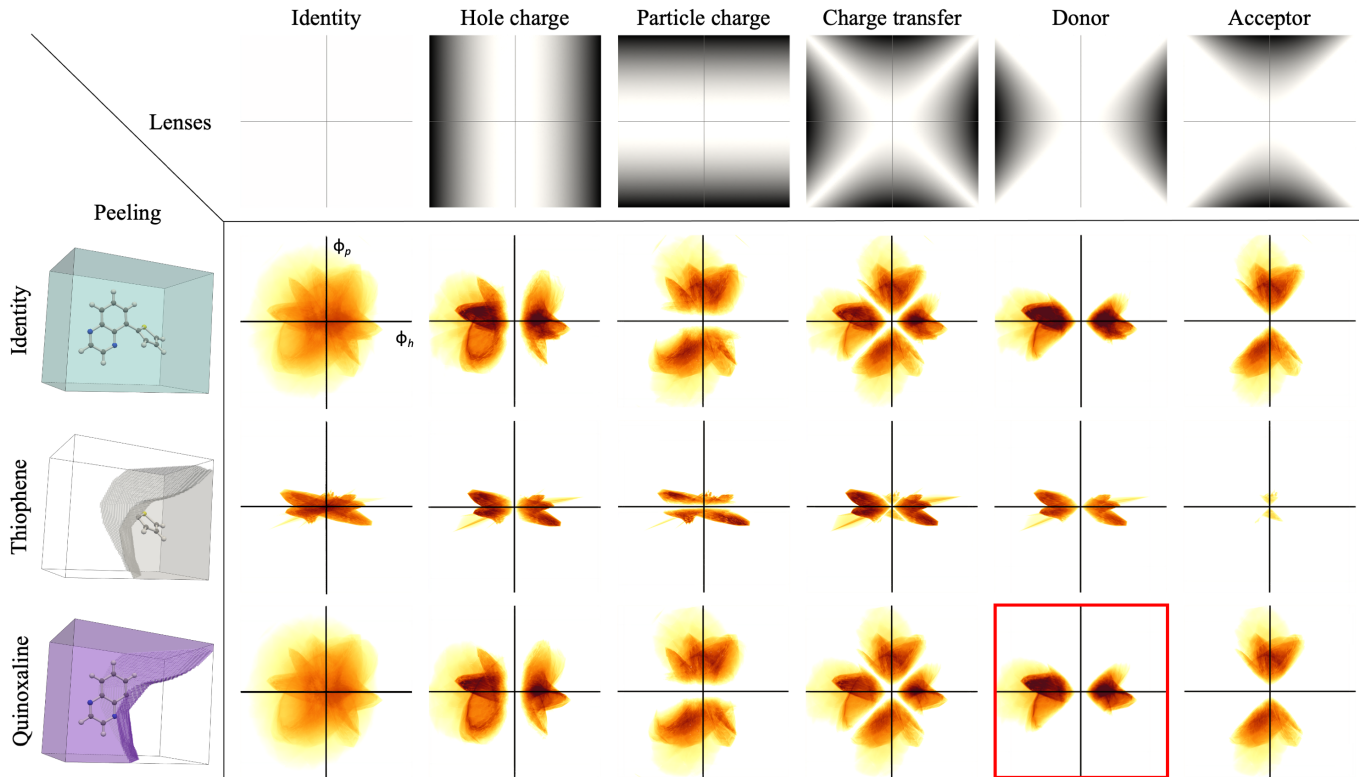 Identity Hole charge Particle charge Charge transfer Donor Acceptor
Lenses
Peeling
Identity
ϕp
ϕh
Thiophene
Quinoxaline